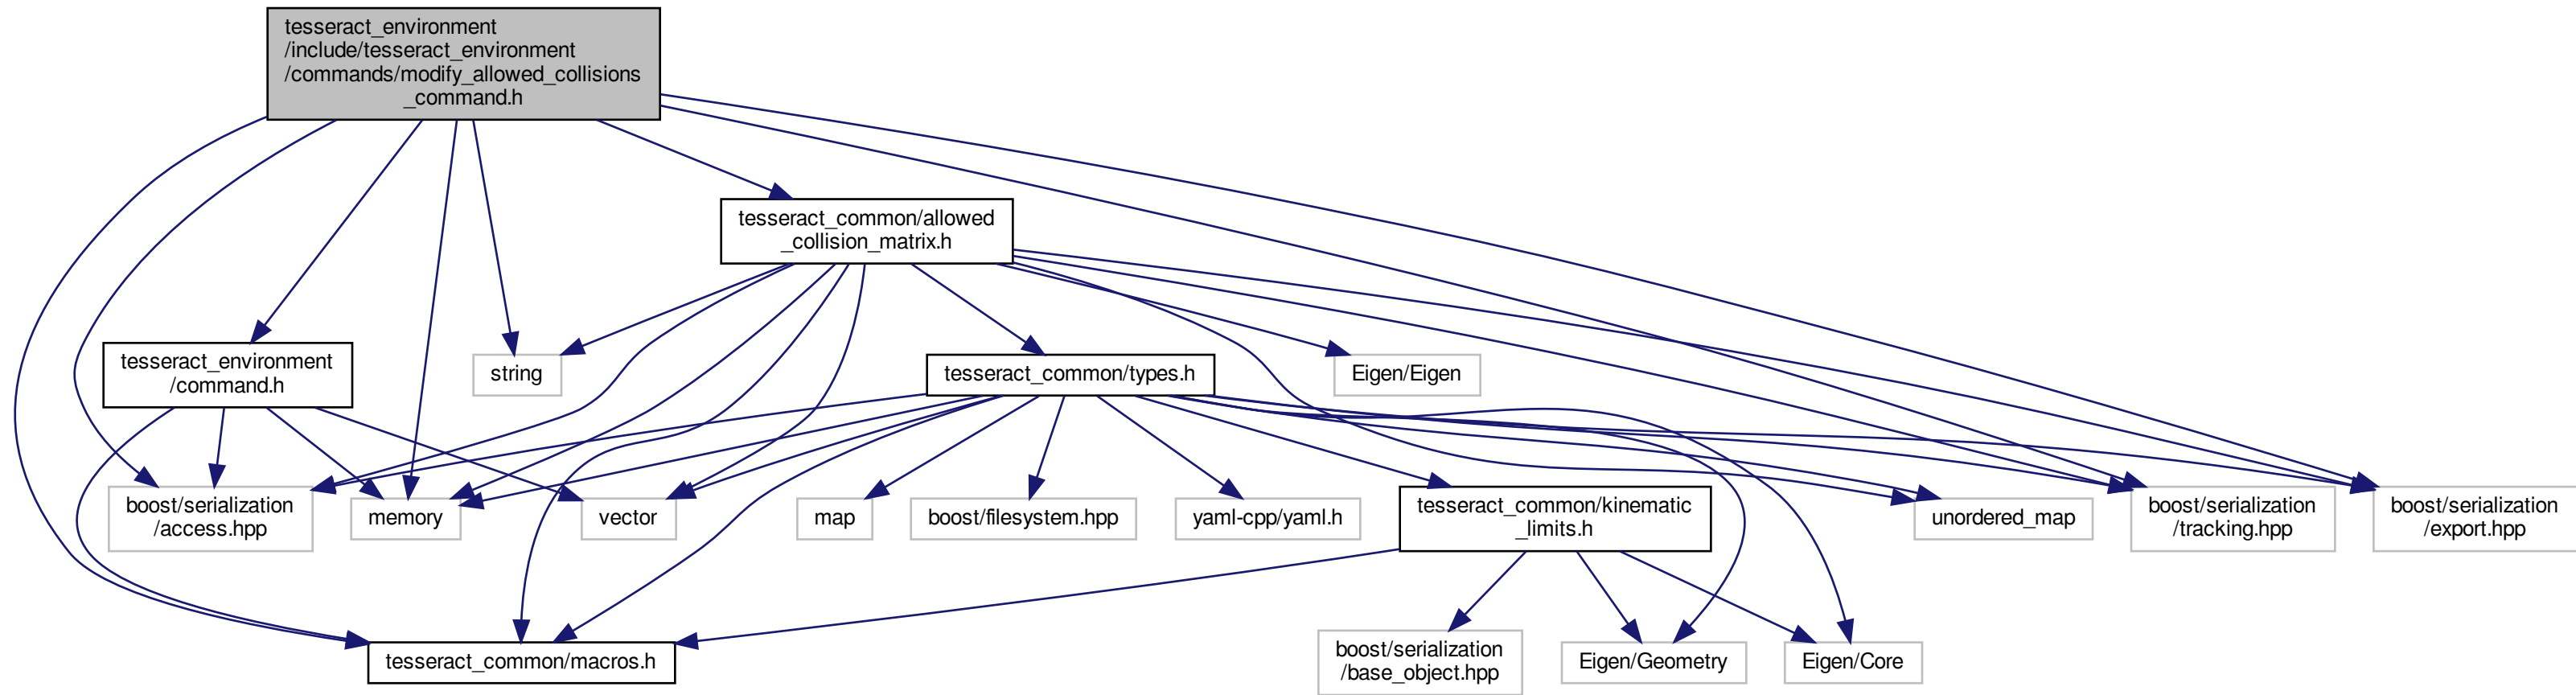 tesseract_environment
/include/tesseract_environment
/commands/modify_allowed_collisions
_command.h
tesseract_common/allowed
_collision_matrix.h
tesseract_environment
/command.h
string
tesseract_common/types.h
Eigen/Eigen
boost/serialization
/access.hpp
memory
vector
map
boost/filesystem.hpp
yaml-cpp/yaml.h
tesseract_common/kinematic
_limits.h
unordered_map
boost/serialization
/tracking.hpp
boost/serialization
/export.hpp
tesseract_common/macros.h
boost/serialization
/base_object.hpp
Eigen/Geometry
Eigen/Core